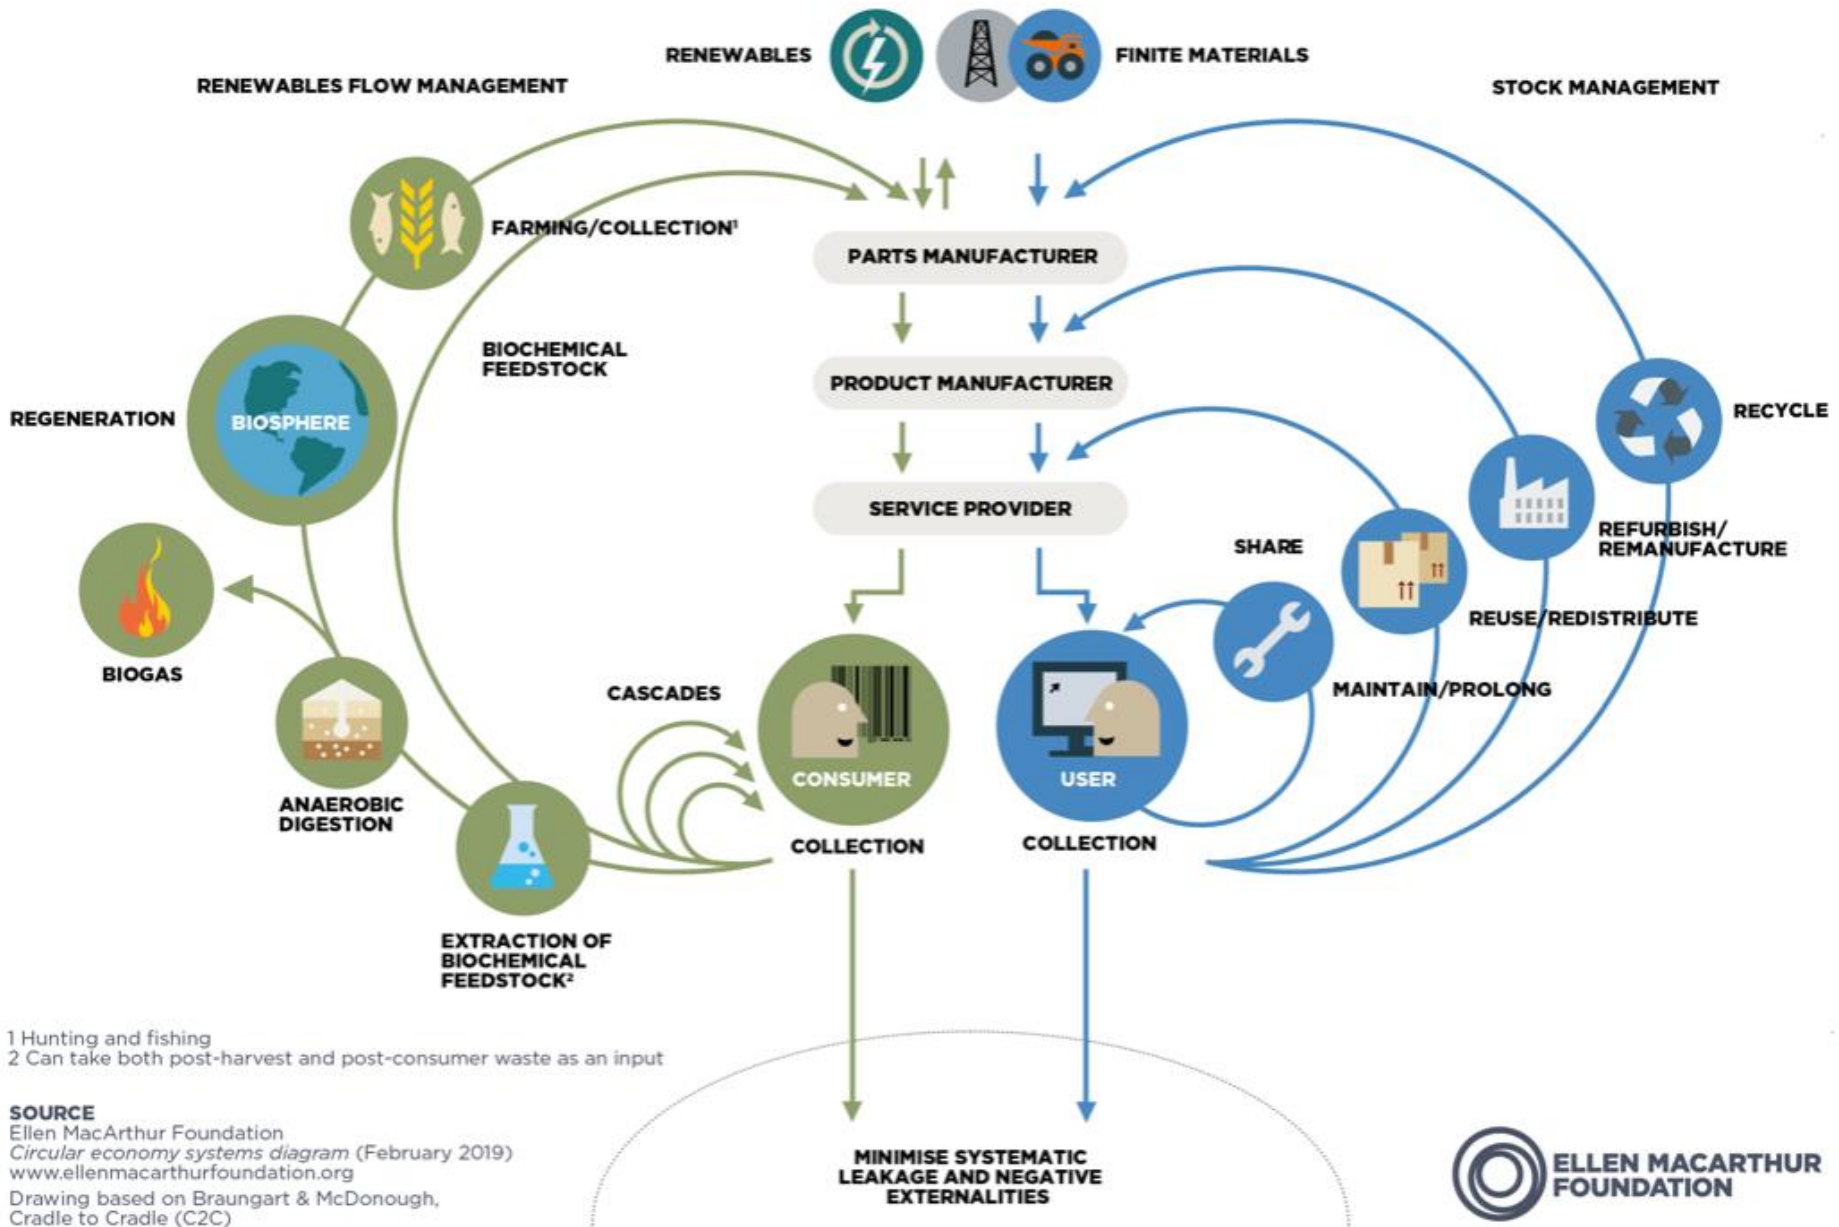 RENEWABLES
FINITE MATERIALS
RENEWABLES FLOW MANAGEMENT
STOCK MANAGEMENT
FARMING/COLLECTION¹
PARTS MANUFACTURER
BIOCHEMICAL
FEEDSTOCK
PRODUCT MANUFACTURER
REGENERATION
BIOSPHERE
RECYCLE
SERVICE PROVIDER
SHARE
REFURBISH/
REMANUFACTURE
REUSE/REDISTRIBUTE
BIOGAS
CASCADES
MAINTAIN/PROLONG
CONSUMER
USER
ANAEROBIC
DIGESTION
COLLECTION
COLLECTION
EXTRACTION OF
BIOCHEMICAL
FEEDSTOCK²
1 Hunting and fishing
2 Can take both post-harvest and post-consumer waste as an input
SOURCE
Ellen MacArthur Foundation
Circular economy systems diagram (February 2019)
www.ellenmacarthurfoundation.org
Drawing based on Braungart & McDonough,
Cradle to Cradle (C2C)
MINIMISE SYSTEMATIC
LEAKAGE AND NEGATIVE
EXTERNALITIES
ELLEN MACARTHUR
FOUNDATION